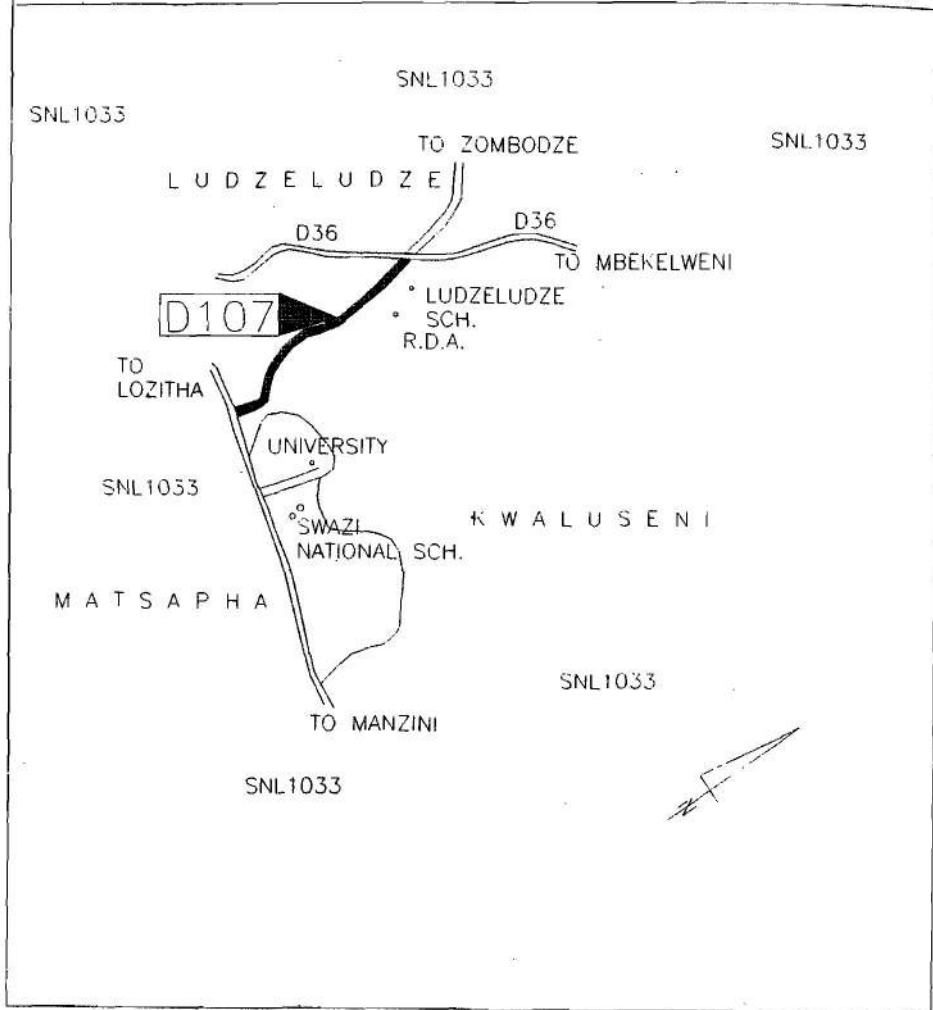 SNL1033
SNL1033
TO ZOMBODZE
SNL1033
LUDZELUDZE
D36
D36
TO MBEKELWENI
LUDZELUDZE
SCH.
R.D.A.
D107
TO
LOZITHA
UNIVERSITY
SNL1033
KWALUSENI
SWAZI
NATIONAL SCH.
MATSAPHA
SNL1033
TO MANZINI
SNL1033
N